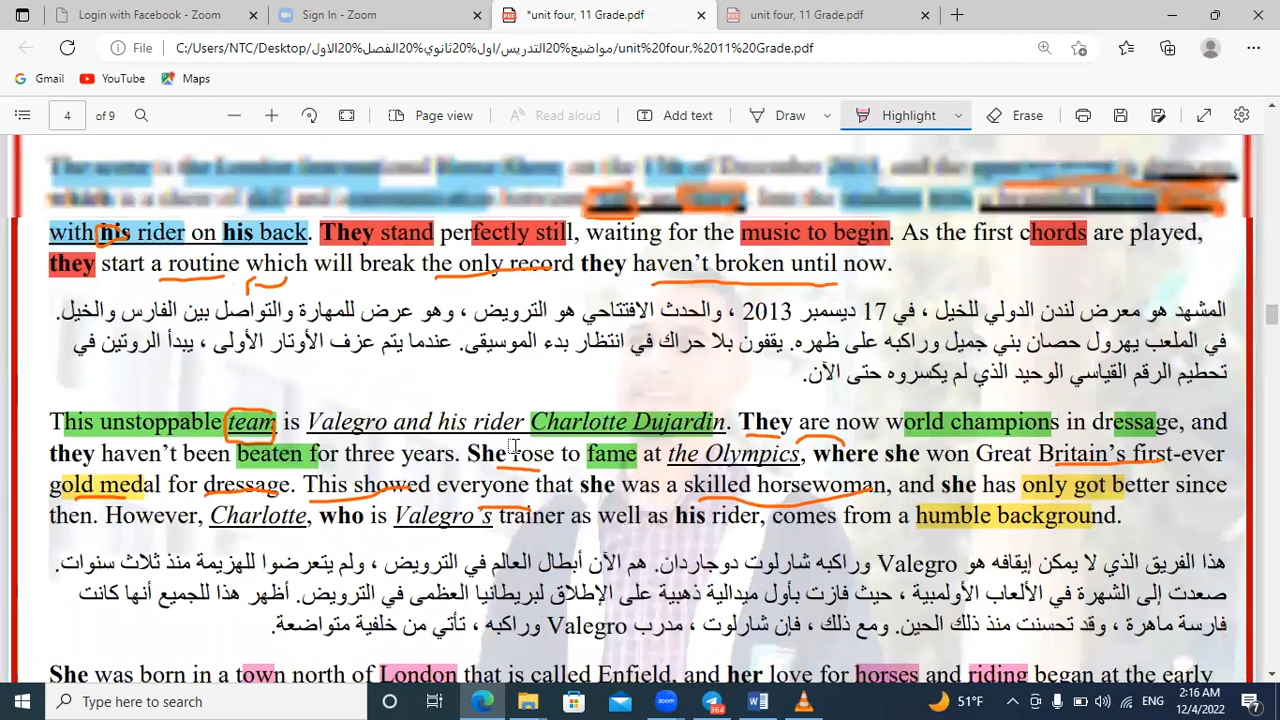 Login with Facebook - Zoom
Sign In - Zoom
*unit four, 11 Grade.pdf
unit four, 11 Grade.pdf
File
C:/Users/NTC/Desktop/مواضيع%20التدريس/اول%20ثانوي%20الفصل%20الاول/unit%20four.%2011%20Grade.pdf
Gmail
YouTube
Maps
4
of 9
Page view
Read aloud
Add text
Draw
Highlight
Erase
with his rider on his back. They stand perfectly still, waiting for the music to begin. As the first chords are played,
they start a routine which will break the only record they haven't broken until now.
المشهد هو معرض لندن الدولي للخيل ، في 17 ديسمبر 2013 ، والحدث الافتتاحي هو الترويض ، وهو عرض للمهارة والتواصل بين الفارس والخيل.
في الملعب يهرول حصان بني جميل وراكبه على ظهره. يقفون بلا حراك في انتظار بدء الموسيقى. عندما يتم عزف الأوتار الأولى ، يبدأ الروتين في
تحطيم الرقم القياسي الوحيد الذي لم يكسروه حتى الآن.
This unstoppable team is Valegro and his rider Charlotte Dujardin. They are now world champions in dressage, and
they haven't been beaten for three years. She rose to fame at the Olympics, where she won Great Britain's first-ever
gold medal for dressage. This showed everyone that she was a skilled horsewoman, and she has only got better since
then. However, Charlotte, who is Valegro's trainer as well as his rider, comes from a humble background.
هذا الفريق الذي لا يمكن إيقافه هو Valegro وراكبه شارلوت دوجاردان. هم الآن أبطال العالم في الترويض ، ولم يتعرضوا للهزيمة منذ ثلاث سنوات.
صعدت إلى الشهرة في الألعاب الأولمبية ، حيث فازت بأول ميدالية ذهبية على الإطلاق لبريطانيا العظمى في الترويض. أظهر هذا للجميع أنها كانت
فارسة ماهرة ، وقد تحسنت منذ ذلك الحين. ومع ذلك ، فإن شارلوت ، مدرب Valegro وراكبه ، تأتي من خلفية متواضعة.
She was born in a town north of London that is called Enfield, and her love for horses and riding began at the early
Type here to search
364
51°F
ENG
2:16 AM
12/4/2022
7